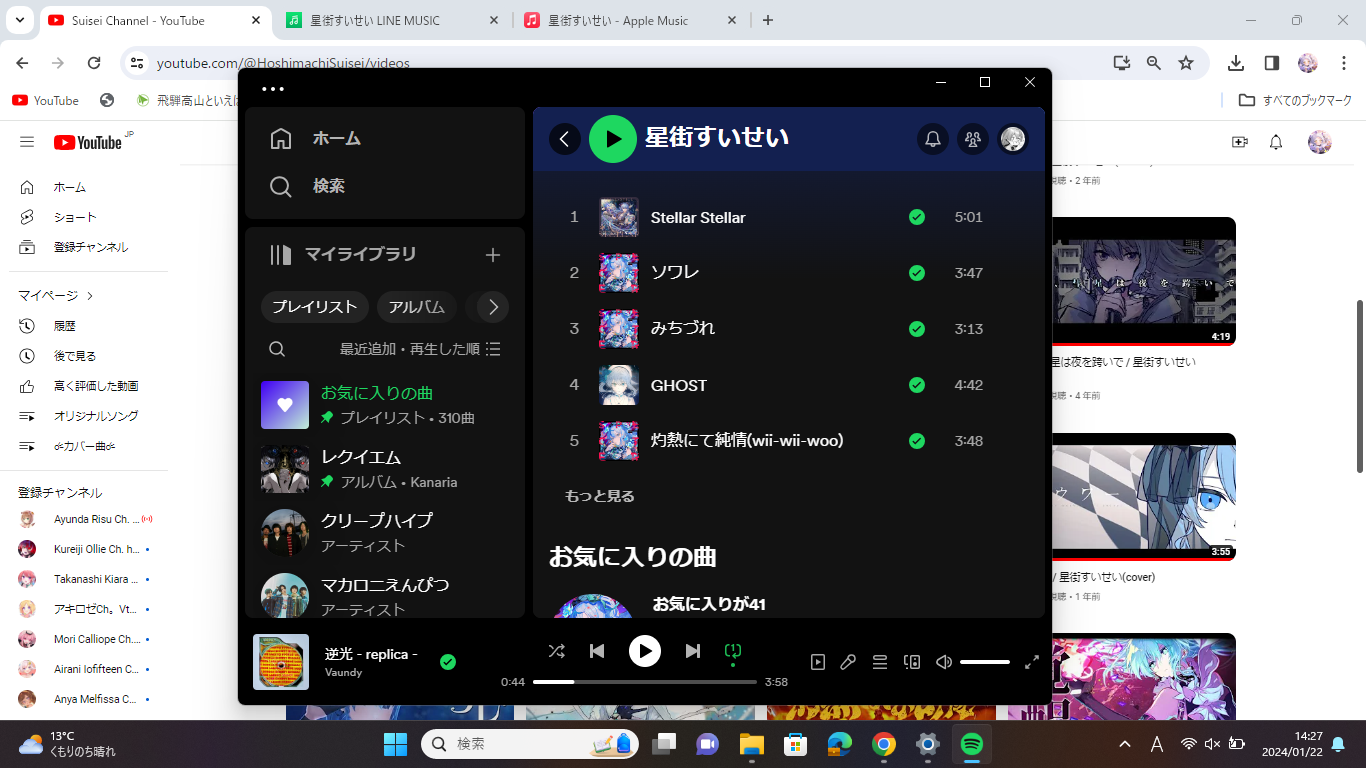 Suisei Channel - YouTube
星街すいせい LINE MUSIC
星街すいせい - Apple Music
youtube.com/@HoshimachiSuisei/videos
YouTube
飛騨高山といえば
すべてのブックマーク
YouTube JP
ホーム
ショート
登録チャンネル
マイページ
履歴
後で見る
高く評価した動画
オリジナルソング
カバー曲
登録チャンネル
Ayunda Risu Ch. ...
Kureiji Ollie Ch. h...
Takanashi Kiara ...
アキロゼCh。Vt...
Mori Calliope Ch....
Airani Iofifteen C...
Anya Melfissa C...
ホーム
検索
マイライブラリ
プレイリスト
アルバム
最近追加・再生した順
お気に入りの曲
プレイリスト • 310曲
レクイエム
アルバム • Kanaria
クリープハイプ
アーティスト
マカロニえんぴつ
アーティスト
星街すいせい
1 Stellar Stellar 5:01
2 ソワレ 3:47
3 みちづれ 3:13
4 GHOST 4:42
5 灼熱にて純情(wii-wii-woo) 3:48
もっと見る
お気に入りの曲
お気に入りが41
逆光 - replica -
Vaundy
0:44
3:58
(cover)
視聴・2 年前
星は夜を跨いで
4:19
星は夜を跨いで / 星街すいせい
視聴・4 年前
ウワー
3:55
/ 星街すいせい(cover)
視聴・1 年前
13°C
くもりのち晴れ
検索
A
14:27
2024/01/22